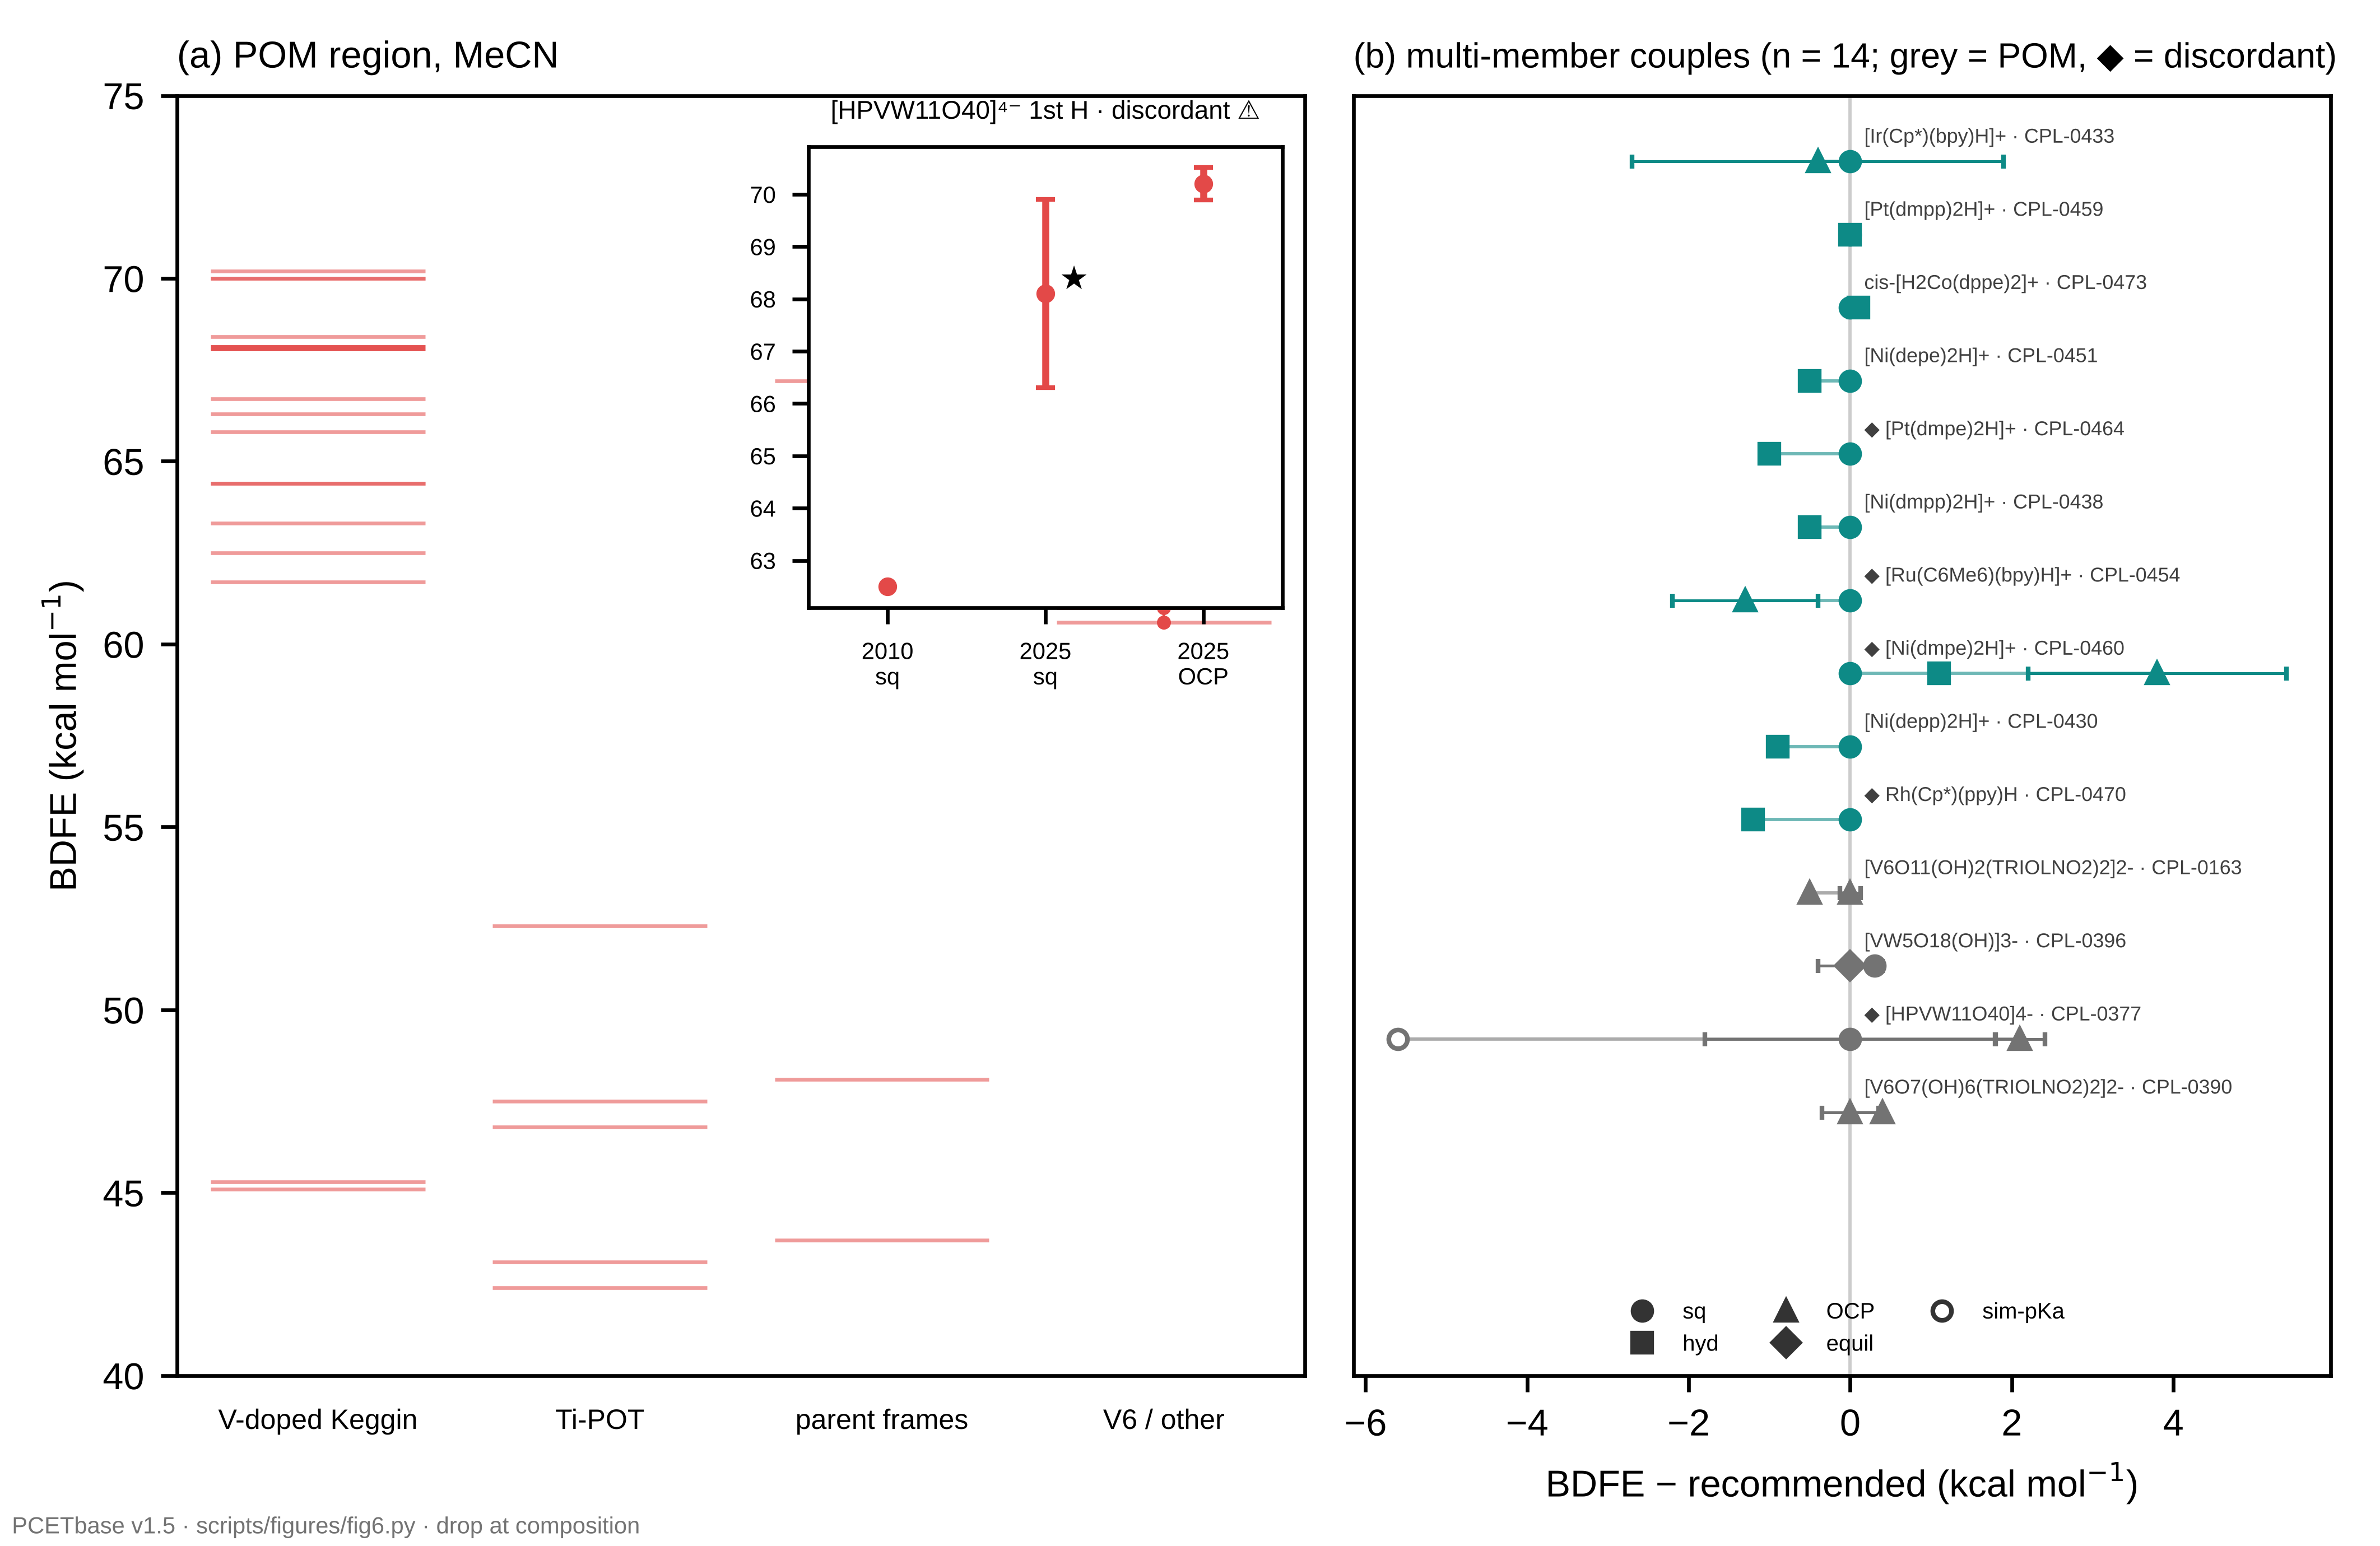 (a) POM region, MeCN
75
70
65
60
55
50
45
40
BDFE (kcal mol⁻¹)
V-doped Keggin
Ti-POT
parent frames
V6 / other
[HPVW11O40]⁴⁻ 1st H · discordant ⚠
70
69
68
67
66
65
64
63
★
2010
sq
2025
sq
2025
OCP
(b) multi-member couples (n = 14; grey = POM, ◆ = discordant)
[Ir(Cp*)(bpy)H]+ · CPL-0433
[Pt(dmpp)2H]+ · CPL-0459
cis-[H2Co(dppe)2]+ · CPL-0473
[Ni(depe)2H]+ · CPL-0451
◆ [Pt(dmpe)2H]+ · CPL-0464
[Ni(dmpp)2H]+ · CPL-0438
◆ [Ru(C6Me6)(bpy)H]+ · CPL-0454
◆ [Ni(dmpe)2H]+ · CPL-0460
[Ni(depp)2H]+ · CPL-0430
◆ Rh(Cp*)(ppy)H · CPL-0470
[V6O11(OH)2(TRIOLNO2)2]2- · CPL-0163
[VW5O18(OH)]3- · CPL-0396
◆ [HPVW11O40]4- · CPL-0377
[V6O7(OH)6(TRIOLNO2)2]2- · CPL-0390
sq
hyd
OCP
equil
sim-pKa
−6
−4
−2
0
2
4
BDFE − recommended (kcal mol⁻¹)
PCETbase v1.5 · scripts/figures/fig6.py · drop at composition